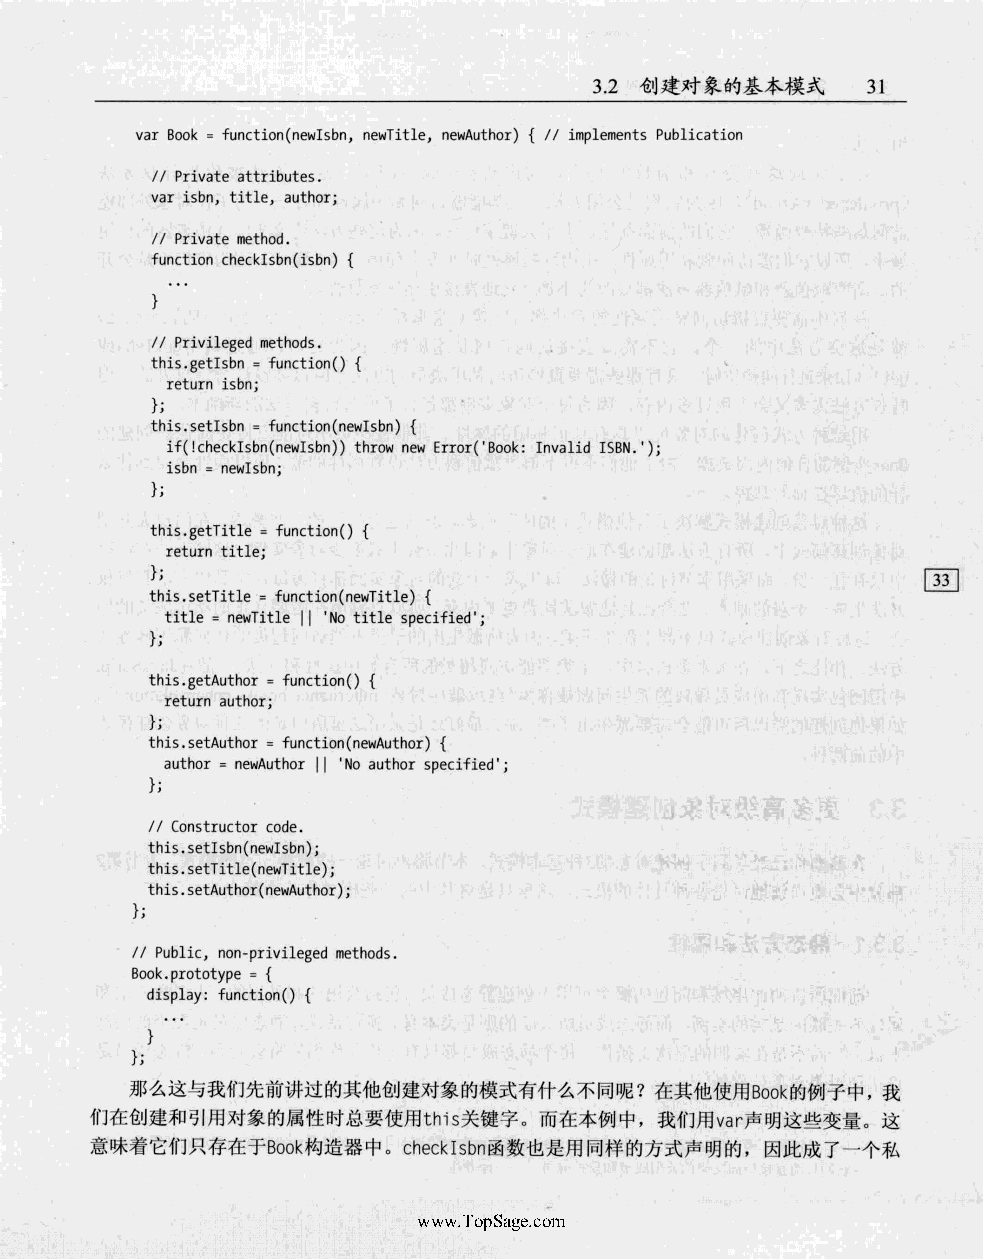 3.2 创建对象的基本模式 31
var Book = function(newIsbn, newTitle, newAuthor) { // implements Publication
// Private attributes.
var isbn, title, author;
// Private method.
function checkIsbn(isbn) {
...
}
// Privileged methods.
this.getIsbn = function() {
return isbn;
};
this.setIsbn = function(newIsbn) {
if(!checkIsbn(newIsbn)) throw new Error('Book: Invalid ISBN.');
isbn = newIsbn;
};
this.getTitle = function() {
return title;
};
33
this.setTitle = function(newTitle) {
title = newTitle || 'No title specified';
};
this.getAuthor = function() {
return author;
};
this.setAuthor = function(newAuthor) {
author = newAuthor || 'No author specified';
};
// Constructor code.
this.setIsbn(newIsbn);
this.setTitle(newTitle);
this.setAuthor(newAuthor);
};
// Public, non-privileged methods.
Book.prototype = {
display: function() {
...
}
};
那么这与我们先前讲过的其他创建对象的模式有什么不同呢？在其他使用Book的例子中，我
们在创建和引用对象的属性时总要使用this关键字。而在本例中，我们用var声明这些变量。这
意味着它们只存在于Book构造器中。checkIsbn函数也是用同样的方式声明的，因此成了一个私
www.TopSage.com